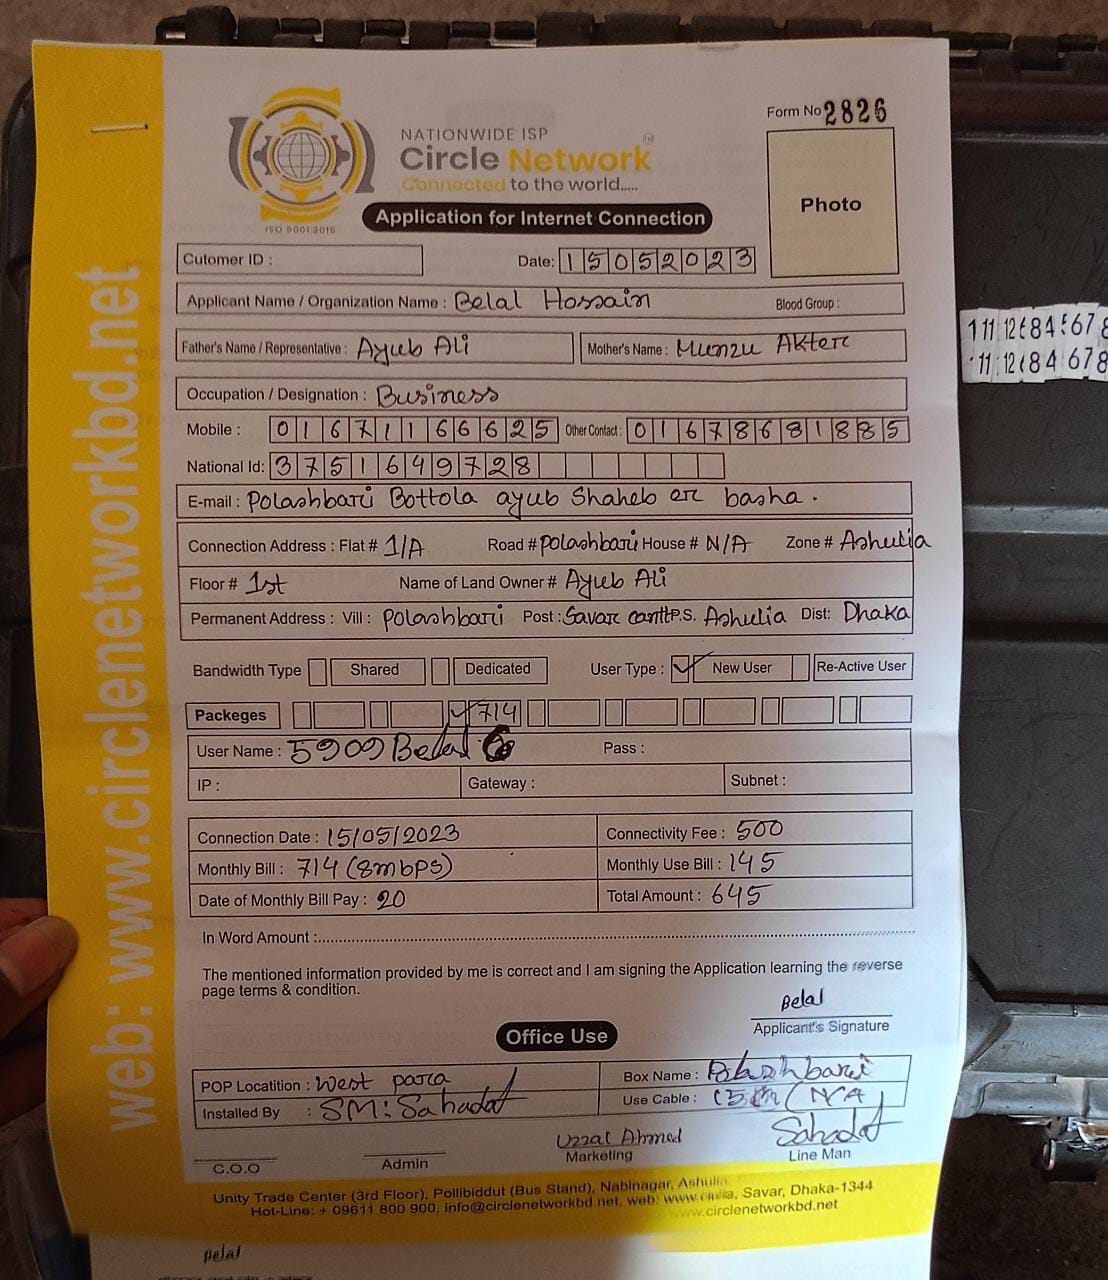 web: www.circlenetworkbd.net
Form No 2826
NATIONWIDE ISP
Circle Network TM
Connected to the world.....
ISO 9001:2015
Application for Internet Connection
Photo
Cutomer ID :
Date: 15052023
Applicant Name / Organization Name : Belal Hossain Blood Group :
Father's Name / Representative : Ayub Ali Mother's Name : Munzu Akter
Occupation / Designation : Business
Mobile : 01671166625 Other Contact : 01678681885
National Id: 3751649728
E-mail : Polashbari Bottola ayub Shaheb er basha.
Connection Address : Flat # 1/A Road # Polashbari House # N/A Zone # Ashulia
Floor # 1st Name of Land Owner # Ayub Ali
Permanent Address : Vill : Polashbari Post : Savar cantt P.S. Ashulia Dist: Dhaka
Bandwidth Type Shared Dedicated User Type : ✓ New User Re-Active User
Packeges ✓ 714
User Name : 5909Belal Pass :
IP : Gateway : Subnet :
Connection Date : 15/05/2023 Connectivity Fee : 500
Monthly Bill : 714 (8mbps) Monthly Use Bill : 145
Date of Monthly Bill Pay : 20 Total Amount : 645
In Word Amount :
The mentioned information provided by me is correct and I am signing the Application learning the reverse
page terms & condition.
Belal
Applicant's Signature
Office Use
POP Locatition : West para Box Name : Polashbari
Installed By : SM: Sahadat Use Cable : N/A
Uzzal Ahmed Sahadat
C.O.O Admin Marketing Line Man
Unity Trade Center (3rd Floor), Pollibiddut (Bus Stand), Nabinagar, Ashulia, Savar, Dhaka-1344
Hot-Line: + 09611 800 900, info@circlenetworkbd.net, web: www.circlenetworkbd.net
Belal